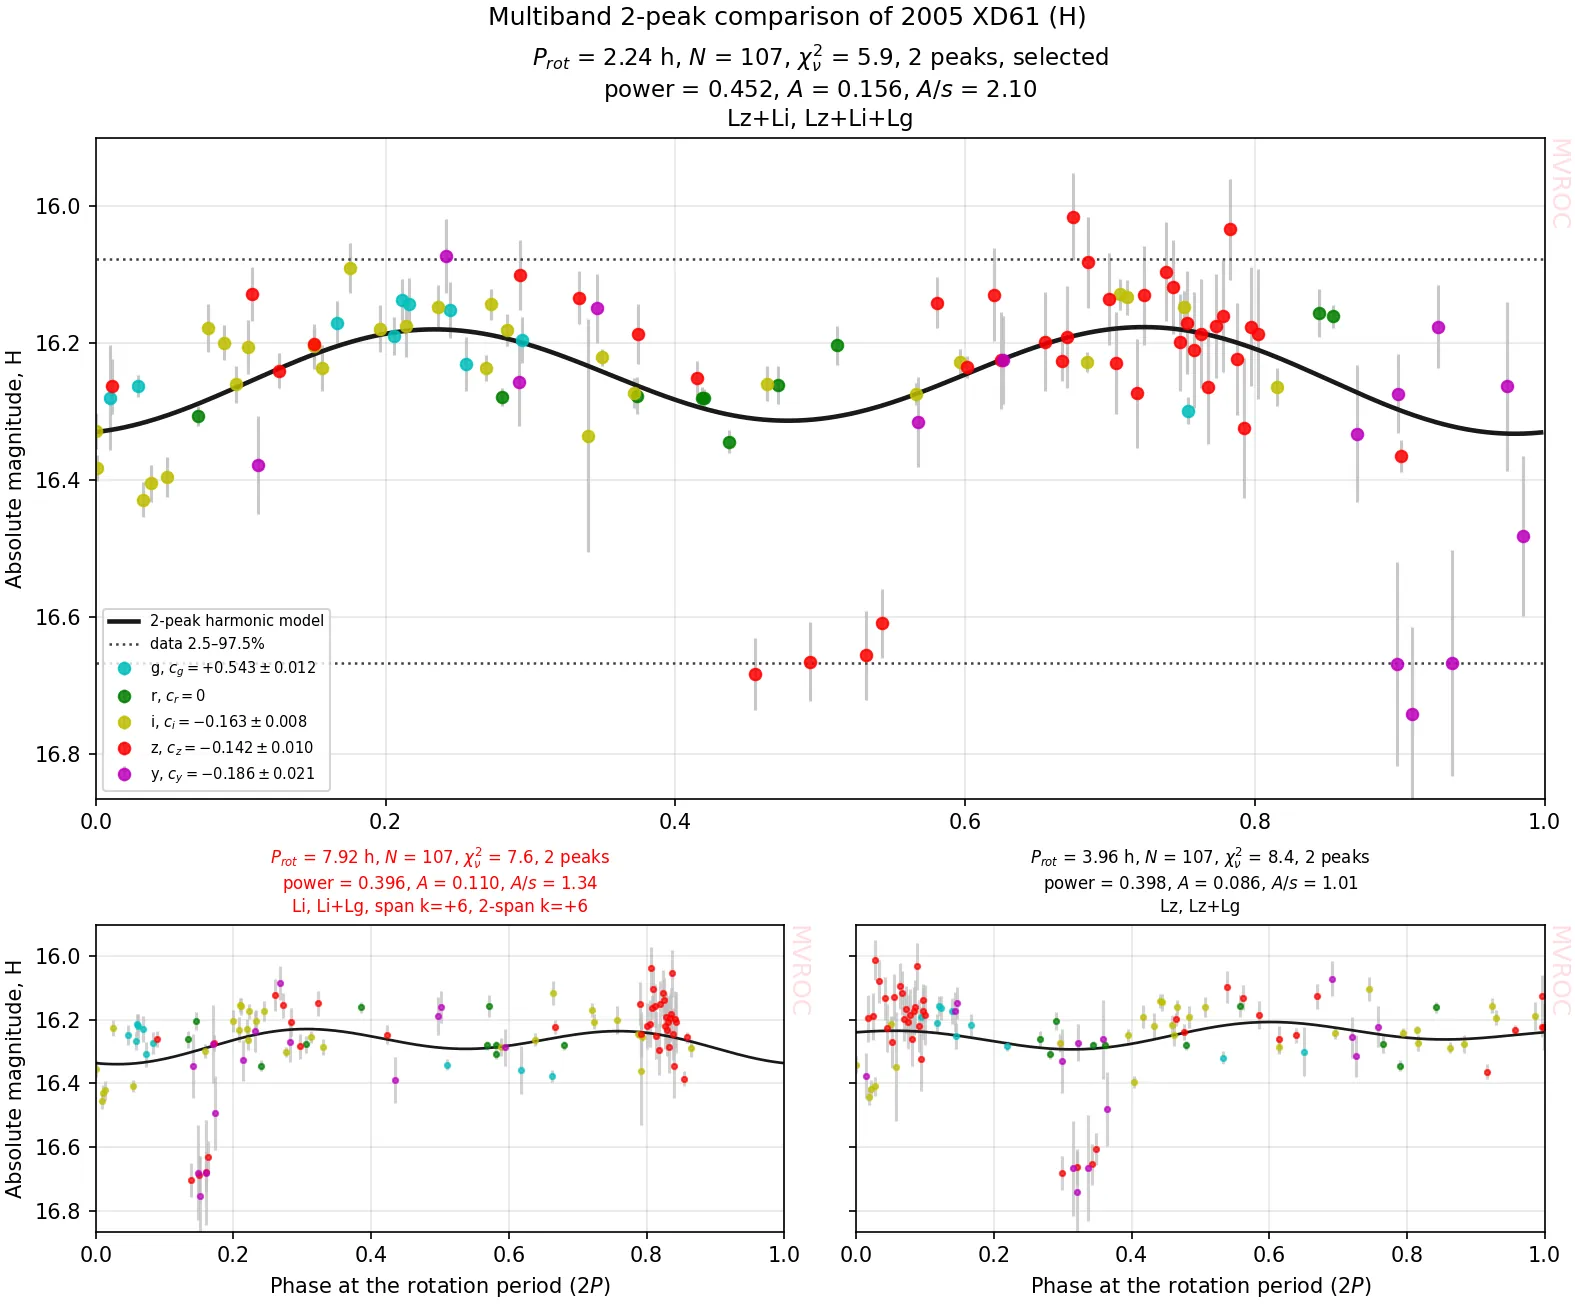 Multiband 2-peak comparison of 2005 XD61 (H)
P_rot = 2.24 h, N = 107, χ²_ν = 5.9, 2 peaks, selected
power = 0.452, A = 0.156, A/s = 2.10
Lz+Li, Lz+Li+Lg
MVROC
Absolute magnitude, H
16.0
16.2
16.4
16.6
16.8
2-peak harmonic model
data 2.5–97.5%
g, c_g = +0.543 ± 0.012
r, c_r = 0
i, c_i = −0.163 ± 0.008
z, c_z = −0.142 ± 0.010
y, c_y = −0.186 ± 0.021
0.0 0.2 0.4 0.6 0.8 1.0
P_rot = 7.92 h, N = 107, χ²_ν = 7.6, 2 peaks
power = 0.396, A = 0.110, A/s = 1.34
Li, Li+Lg, span k=+6, 2-span k=+6
MVROC
Absolute magnitude, H
16.0
16.2
16.4
16.6
16.8
0.0 0.2 0.4 0.6 0.8 1.0
Phase at the rotation period (2P)
P_rot = 3.96 h, N = 107, χ²_ν = 8.4, 2 peaks
power = 0.398, A = 0.086, A/s = 1.01
Lz, Lz+Lg
MVROC
0.0 0.2 0.4 0.6 0.8 1.0
Phase at the rotation period (2P)